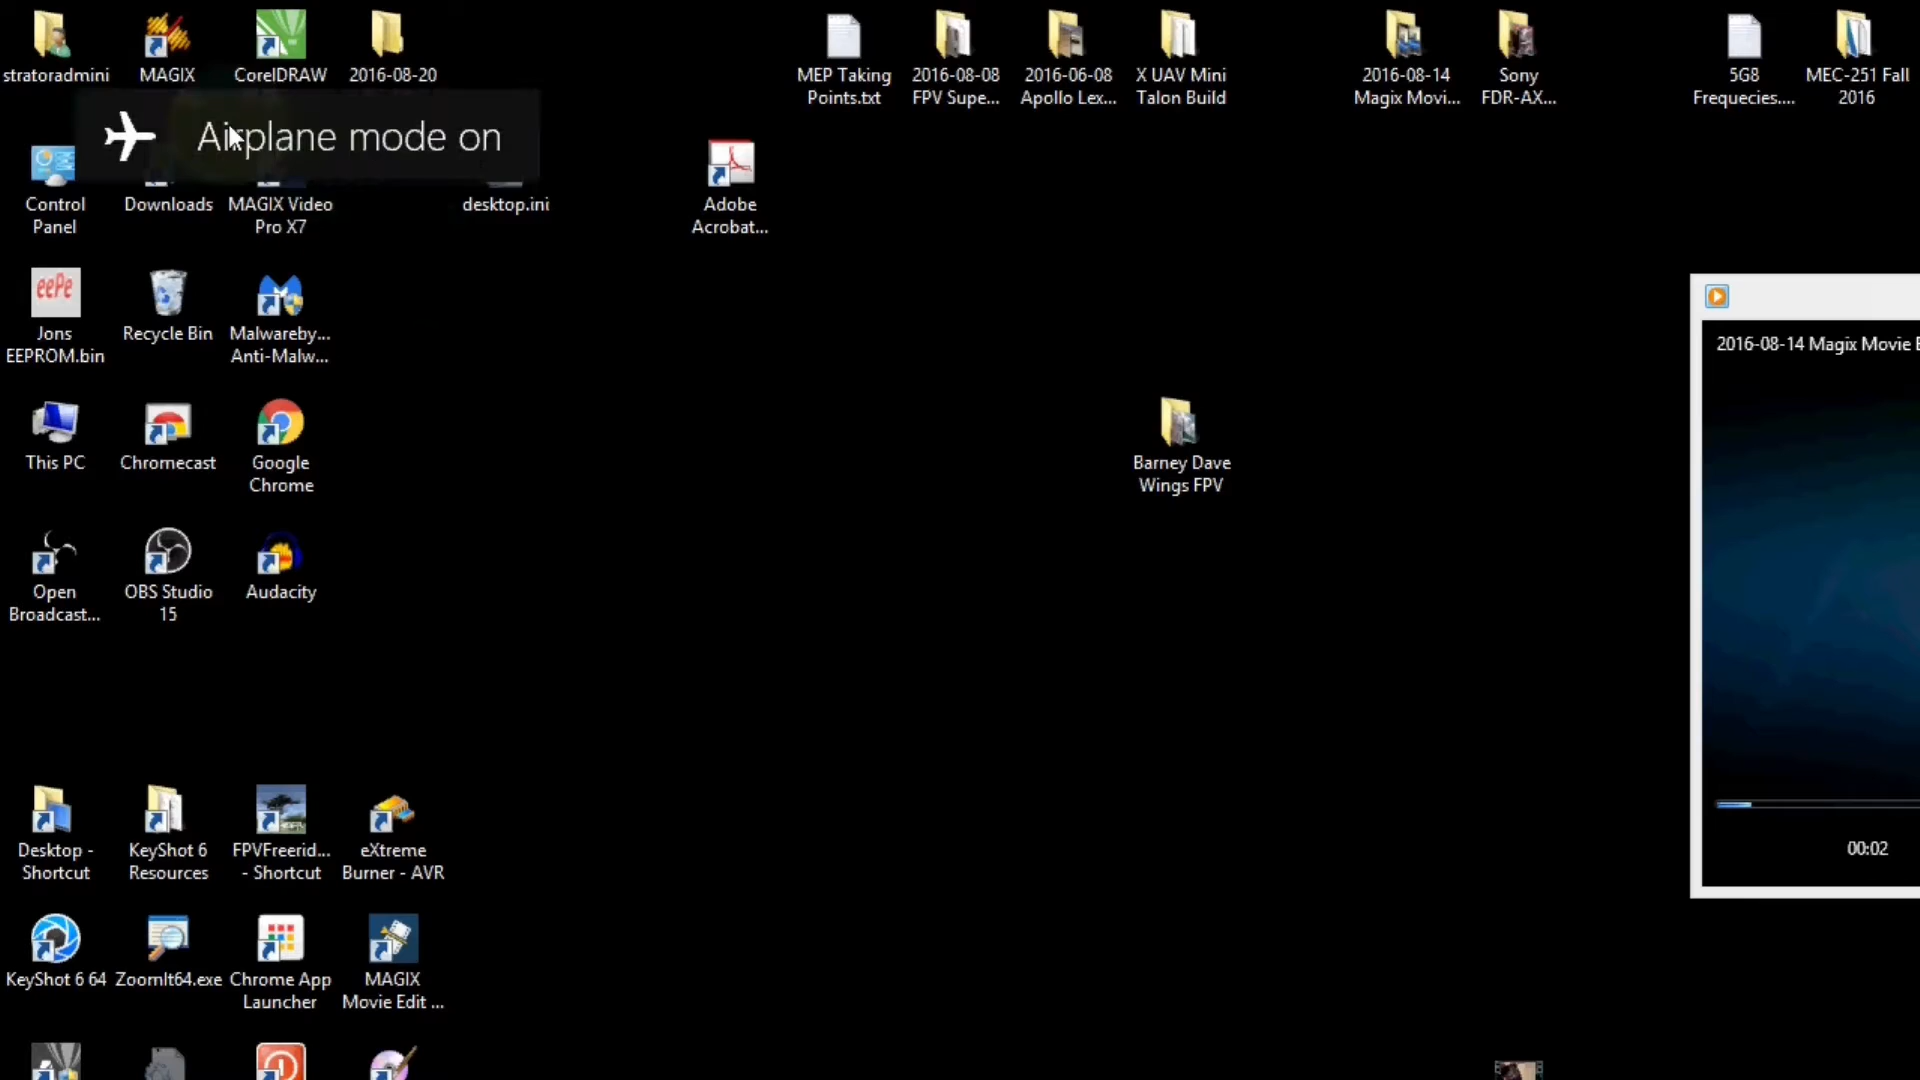 stratoradmini
MAGIX
CorelDRAW
2016-08-20
MEP Taking
Points.txt
2016-08-08
FPV Supe...
2016-06-08
Apollo Lex...
X UAV Mini
Talon Build
2016-08-14
Magix Movi...
Sony
FDR-AX...
5G8
Frequecies....
MEC-251 Fall
2016
Airplane mode on
Control
Panel
Downloads
MAGIX Video
Pro X7
desktop.ini
Adobe
Acrobat...
eePe
Jons
EEPROM.bin
Recycle Bin
Malwareby...
Anti-Malw...
2016-08-14 Magix Movie E
This PC
Chromecast
Google
Chrome
Barney Dave
Wings FPV
Open
Broadcast...
OBS Studio
15
Audacity
Desktop -
Shortcut
KeyShot 6
Resources
FPVFreerid...
- Shortcut
eXtreme
Burner - AVR
00:02
KeyShot 6 64
ZoomIt64.exe
Chrome App
Launcher
MAGIX
Movie Edit ...